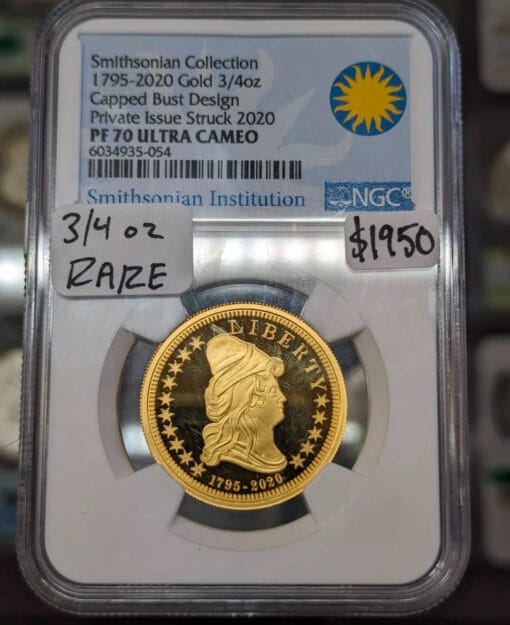 Smithsonian Collection
1795-2020 Gold 3/4oz
Capped Bust Design
Private Issue Struck 2020
PF 70 ULTRA CAMEO
6034935-054
Smithsonian Institution
NGC®
3/4 oz
RARE
$1950
LIBERTY
1795-2020